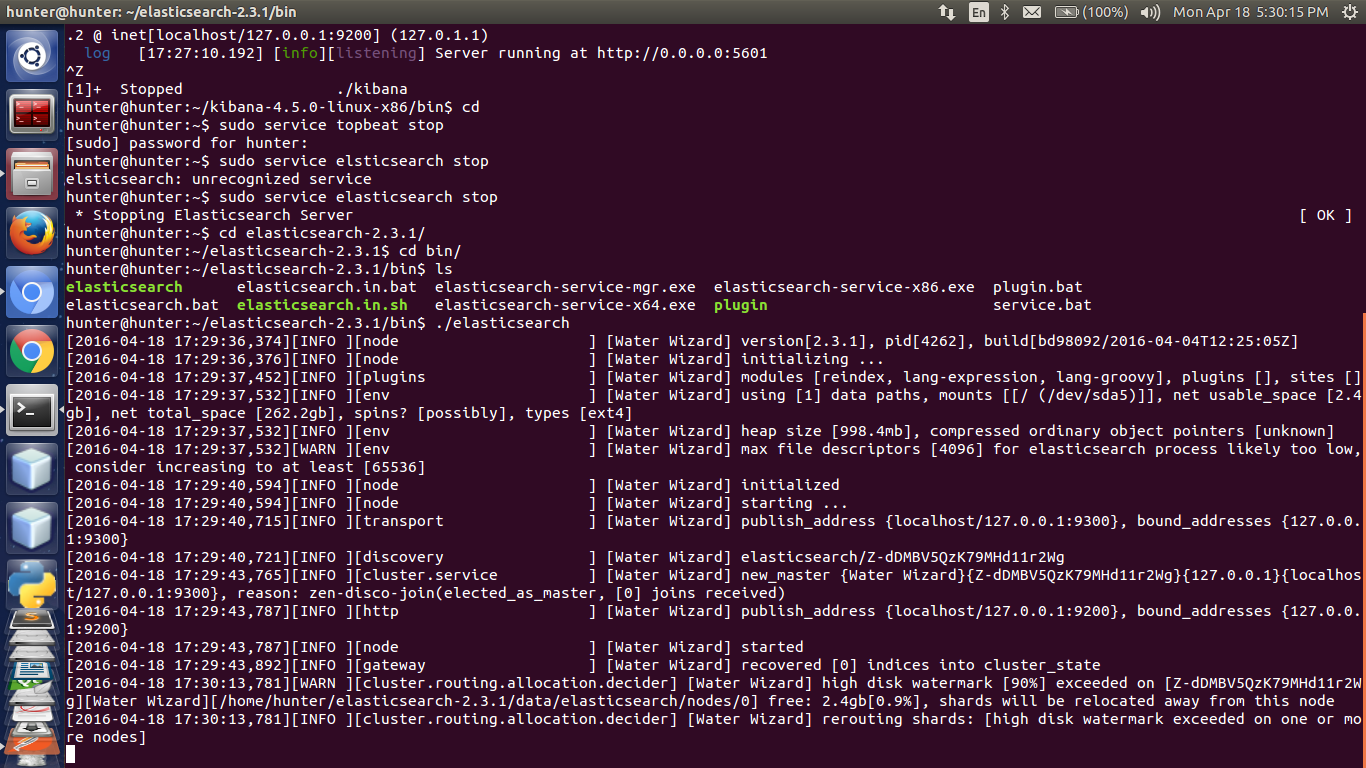 hunter@hunter: ~/elasticsearch-2.3.1/bin
En
(100%)
Mon Apr 18 5:30:15 PM
.2 @ inet[localhost/127.0.0.1:9200] (127.0.1.1)
  log   [17:27:10.192] [info][listening] Server running at http://0.0.0.0:5601
^Z
[1]+  Stopped                 ./kibana
hunter@hunter:~/kibana-4.5.0-linux-x86/bin$ cd
hunter@hunter:~$ sudo service topbeat stop
[sudo] password for hunter:
hunter@hunter:~$ sudo service elsticsearch stop
elsticsearch: unrecognized service
hunter@hunter:~$ sudo service elasticsearch stop
 * Stopping Elasticsearch Server                                                                                                         [ OK ]
hunter@hunter:~$ cd elasticsearch-2.3.1/
hunter@hunter:~/elasticsearch-2.3.1$ cd bin/
hunter@hunter:~/elasticsearch-2.3.1/bin$ ls
elasticsearch      elasticsearch.in.bat  elasticsearch-service-mgr.exe  elasticsearch-service-x86.exe  plugin.bat
elasticsearch.bat  elasticsearch.in.sh   elasticsearch-service-x64.exe  plugin                         service.bat
hunter@hunter:~/elasticsearch-2.3.1/bin$ ./elasticsearch
[2016-04-18 17:29:36,374][INFO ][node                     ] [Water Wizard] version[2.3.1], pid[4262], build[bd98092/2016-04-04T12:25:05Z]
[2016-04-18 17:29:36,376][INFO ][node                     ] [Water Wizard] initializing ...
[2016-04-18 17:29:37,452][INFO ][plugins                  ] [Water Wizard] modules [reindex, lang-expression, lang-groovy], plugins [], sites []
[2016-04-18 17:29:37,532][INFO ][env                      ] [Water Wizard] using [1] data paths, mounts [[/ (/dev/sda5)]], net usable_space [2.4
gb], net total_space [262.2gb], spins? [possibly], types [ext4]
[2016-04-18 17:29:37,532][INFO ][env                      ] [Water Wizard] heap size [998.4mb], compressed ordinary object pointers [unknown]
[2016-04-18 17:29:37,532][WARN ][env                      ] [Water Wizard] max file descriptors [4096] for elasticsearch process likely too low,
 consider increasing to at least [65536]
[2016-04-18 17:29:40,594][INFO ][node                     ] [Water Wizard] initialized
[2016-04-18 17:29:40,594][INFO ][node                     ] [Water Wizard] starting ...
[2016-04-18 17:29:40,715][INFO ][transport                ] [Water Wizard] publish_address {localhost/127.0.0.1:9300}, bound_addresses {127.0.0.
1:9300}
[2016-04-18 17:29:40,721][INFO ][discovery                ] [Water Wizard] elasticsearch/Z-dDMBV5QzK79MHd11r2Wg
[2016-04-18 17:29:43,765][INFO ][cluster.service          ] [Water Wizard] new_master {Water Wizard}{Z-dDMBV5QzK79MHd11r2Wg}{127.0.0.1}{localhos
t/127.0.0.1:9300}, reason: zen-disco-join(elected_as_master, [0] joins received)
[2016-04-18 17:29:43,787][INFO ][http                     ] [Water Wizard] publish_address {localhost/127.0.0.1:9200}, bound_addresses {127.0.0.
1:9200}
[2016-04-18 17:29:43,787][INFO ][node                     ] [Water Wizard] started
[2016-04-18 17:29:43,892][INFO ][gateway                  ] [Water Wizard] recovered [0] indices into cluster_state
[2016-04-18 17:30:13,781][WARN ][cluster.routing.allocation.decider] [Water Wizard] high disk watermark [90%] exceeded on [Z-dDMBV5QzK79MHd11r2W
g][Water Wizard][/home/hunter/elasticsearch-2.3.1/data/elasticsearch/nodes/0] free: 2.4gb[0.9%], shards will be relocated away from this node
[2016-04-18 17:30:13,781][INFO ][cluster.routing.allocation.decider] [Water Wizard] rerouting shards: [high disk watermark exceeded on one or mo
re nodes]